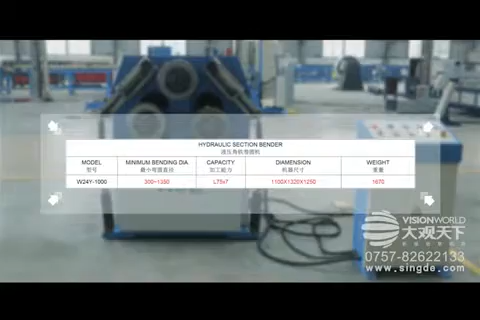 HYDRAULIC SECTION BENDER
液压角铁卷圆机
MODEL MINIMUM BENDING DIA CAPACITY DIAMENSION WEIGHT
型号 最小弯圆直径 加工能力 机器尺寸 重量
W24Y-1000 300~1350 L75x7 1100X1320X1250 1670
VISIONWORLD
大观天下
0757-82622133
www.singde.com